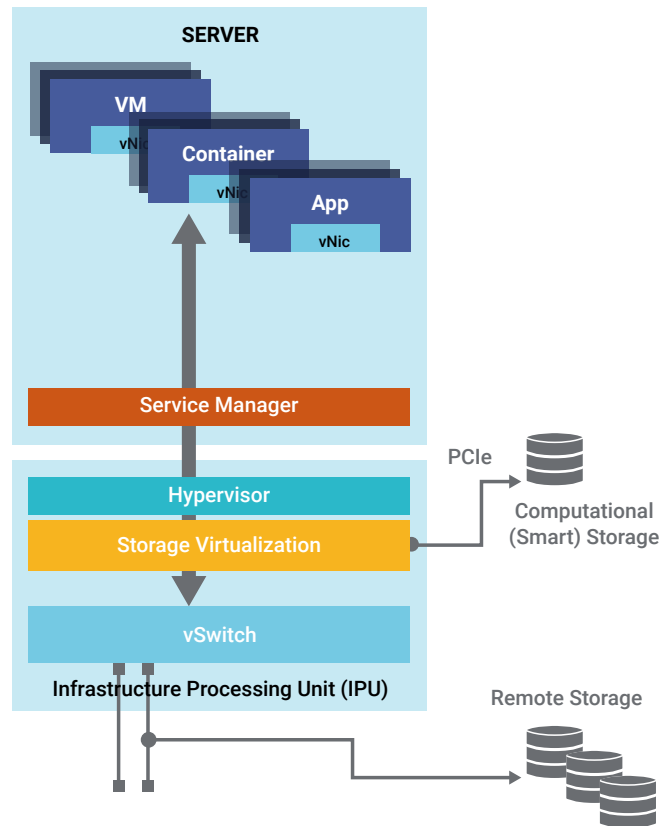 SERVER
VM
vNic
Container
vNic
App
vNic
Service Manager
PCIe
Hypervisor
Computational
(Smart) Storage
Storage Virtualization
vSwitch
Infrastructure Processing Unit (IPU)
Remote Storage